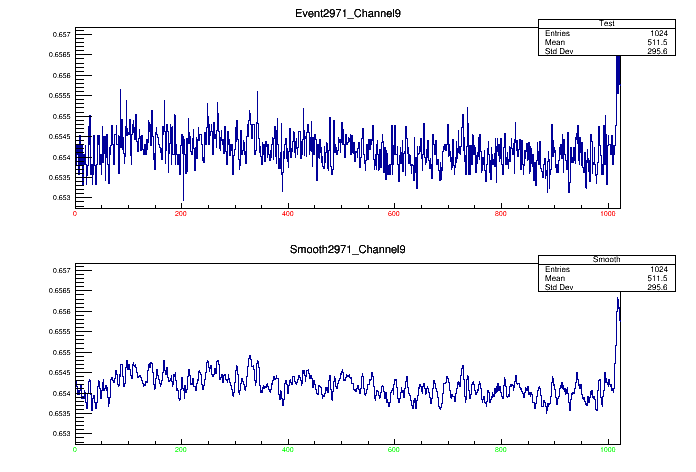 Event2971_Channel9
Test
Entries 1024
Mean 511.5
Std Dev 295.6
0.657
0.6565
0.656
0.6555
0.655
0.6545
0.654
0.6535
0.653
0 200 400 600 800 1000
Smooth2971_Channel9
Smooth
Entries 1024
Mean 511.5
Std Dev 295.6
0.657
0.6565
0.656
0.6555
0.655
0.6545
0.654
0.6535
0.653
0 200 400 600 800 1000